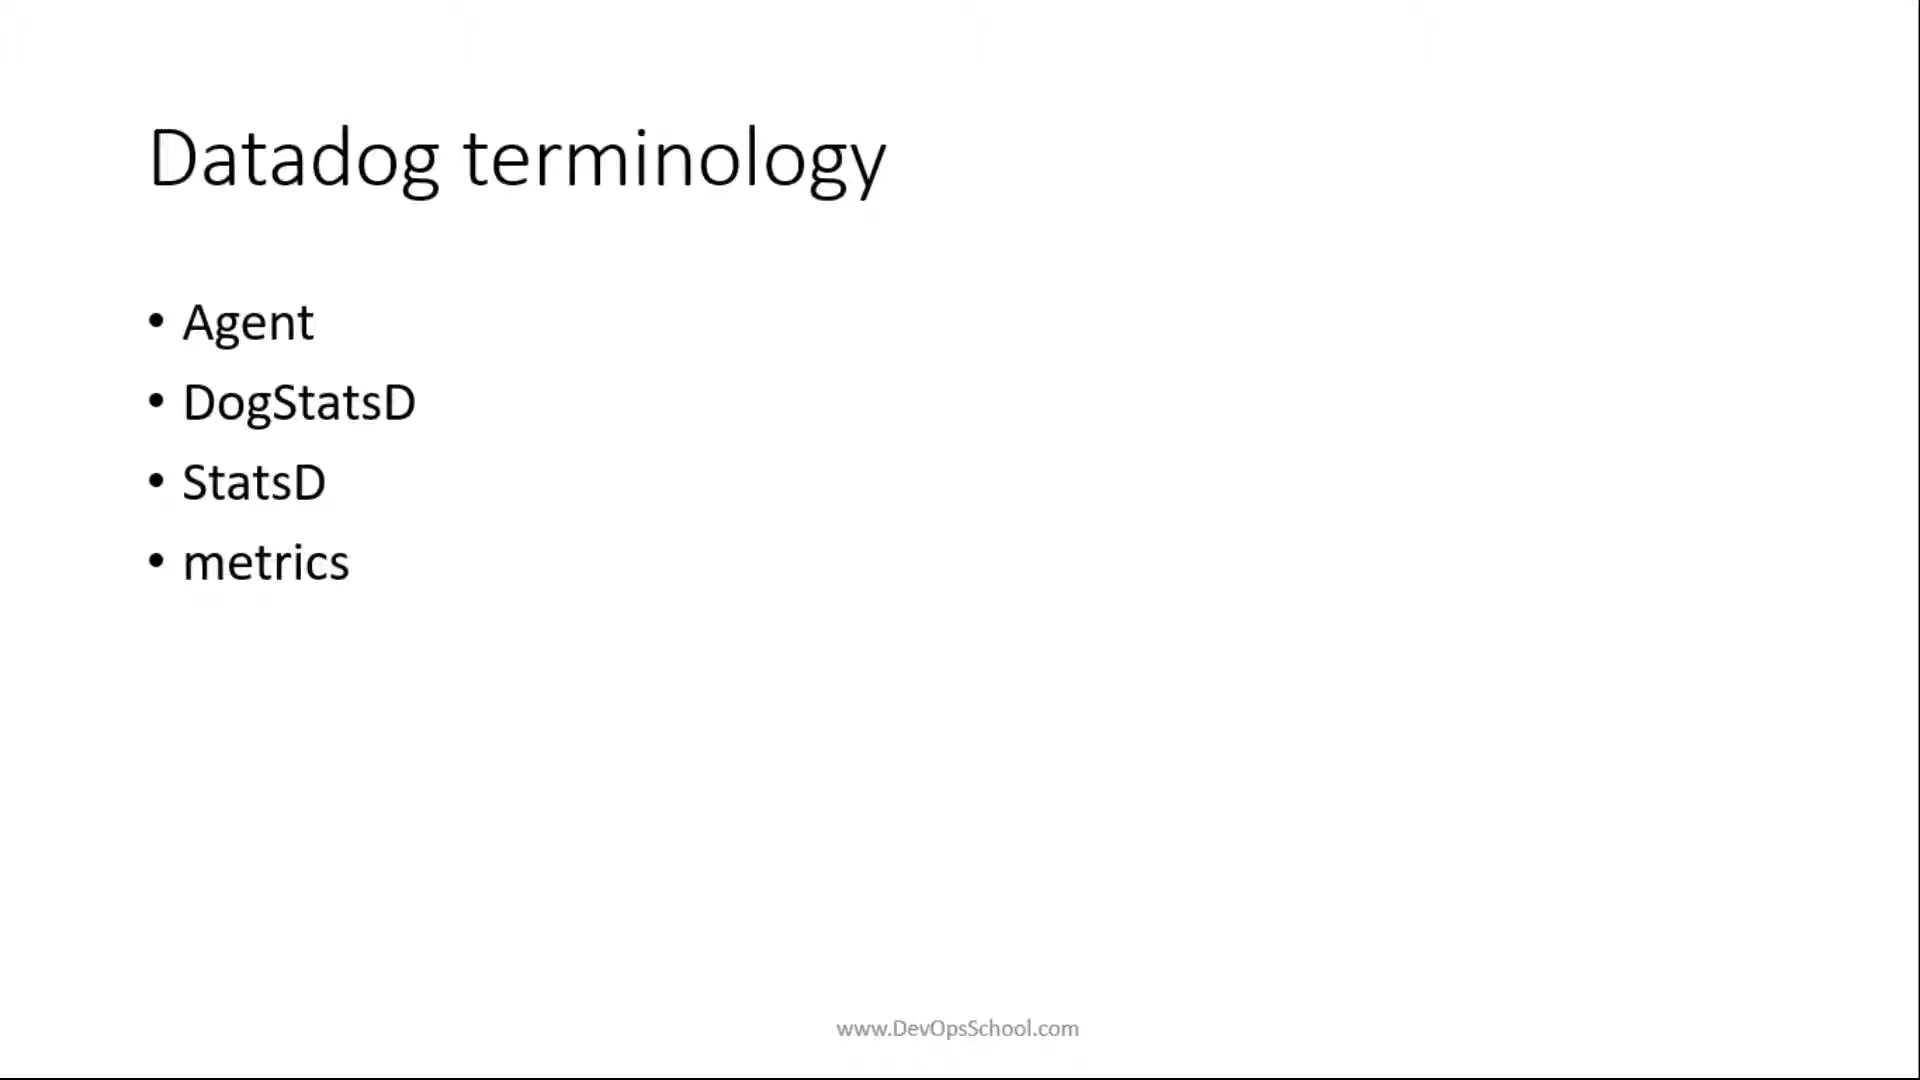 Datadog terminology
• Agent
• DogStatsD
• StatsD
• metrics
www.DevOpsSchool.com